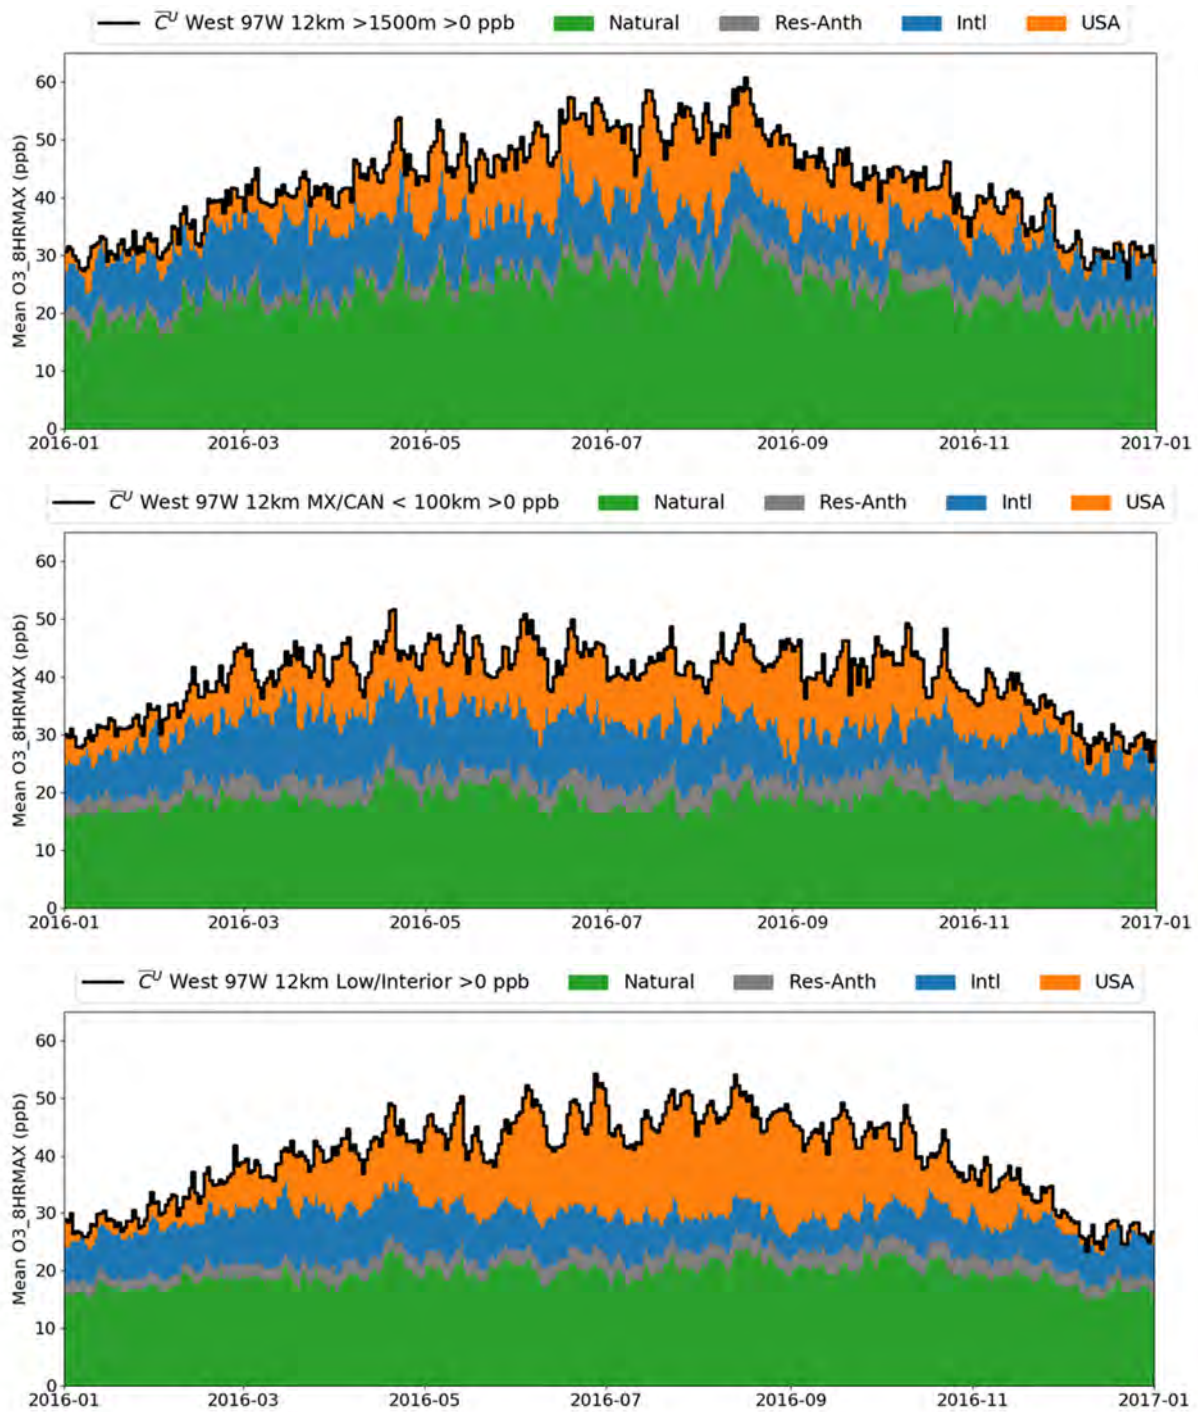 C̅ᵁ West 97W 12km >1500m >0 ppb Natural Res-Anth Intl USA
Mean O3_8HRMAX (ppb)
60
50
40
30
20
10
0
2016-01 2016-03 2016-05 2016-07 2016-09 2016-11 2017-01
C̅ᵁ West 97W 12km MX/CAN < 100km >0 ppb Natural Res-Anth Intl USA
Mean O3_8HRMAX (ppb)
60
50
40
30
20
10
0
2016-01 2016-03 2016-05 2016-07 2016-09 2016-11 2017-01
C̅ᵁ West 97W 12km Low/Interior >0 ppb Natural Res-Anth Intl USA
Mean O3_8HRMAX (ppb)
60
50
40
30
20
10
0
2016-01 2016-03 2016-05 2016-07 2016-09 2016-11 2017-01